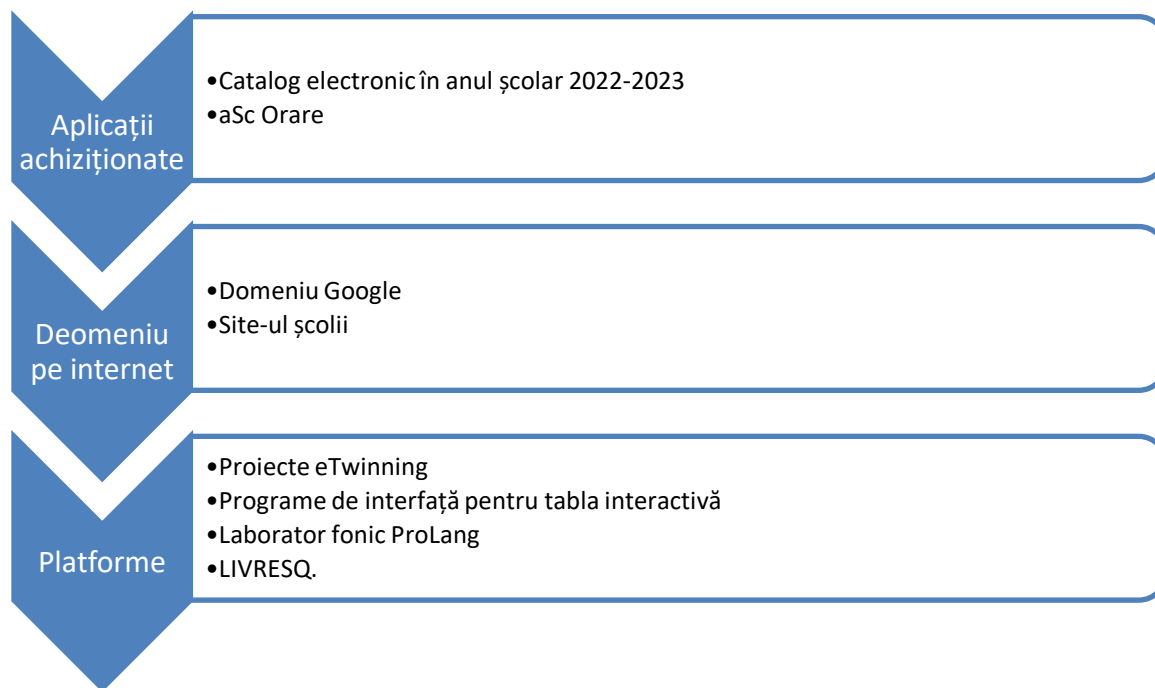 Aplicații
achiziționate
•Catalog electronic în anul școlar 2022-2023
•aSc Orare
Deomeniu
pe internet
•Domeniu Google
•Site-ul școlii
Platforme
•Proiecte eTwinning
•Programe de interfață pentru tabla interactivă
•Laborator fonic ProLang
•LIVRESQ.